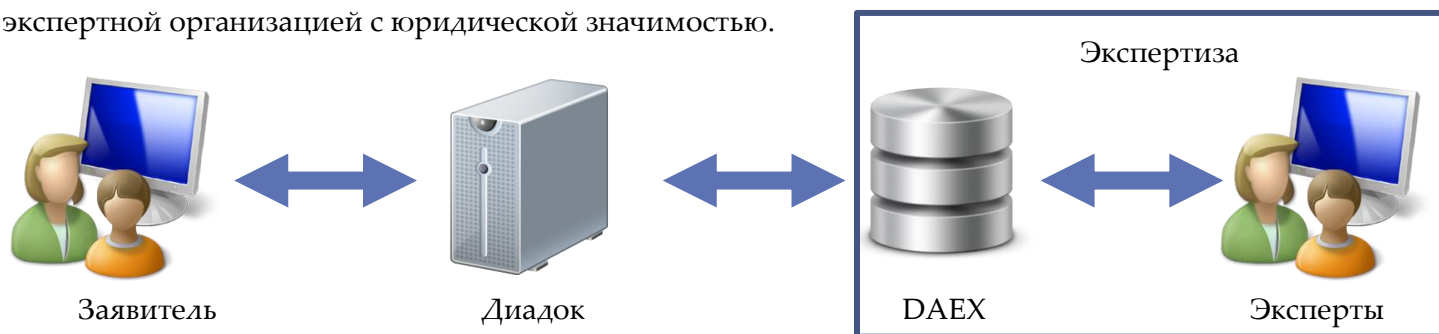 экспертной организацией с юридической значимостью.
Экспертиза
Заявитель
Диадок
DAEX
Эксперты